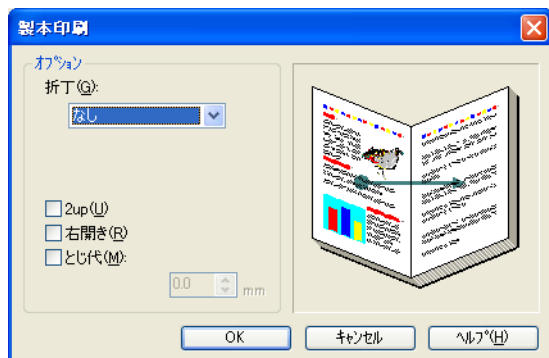 製本印刷
オプション
折丁(G):
なし
2up(U)
右開き(R)
とじ代(M):
0.0 mm
OK キャンセル ヘルプ(H)